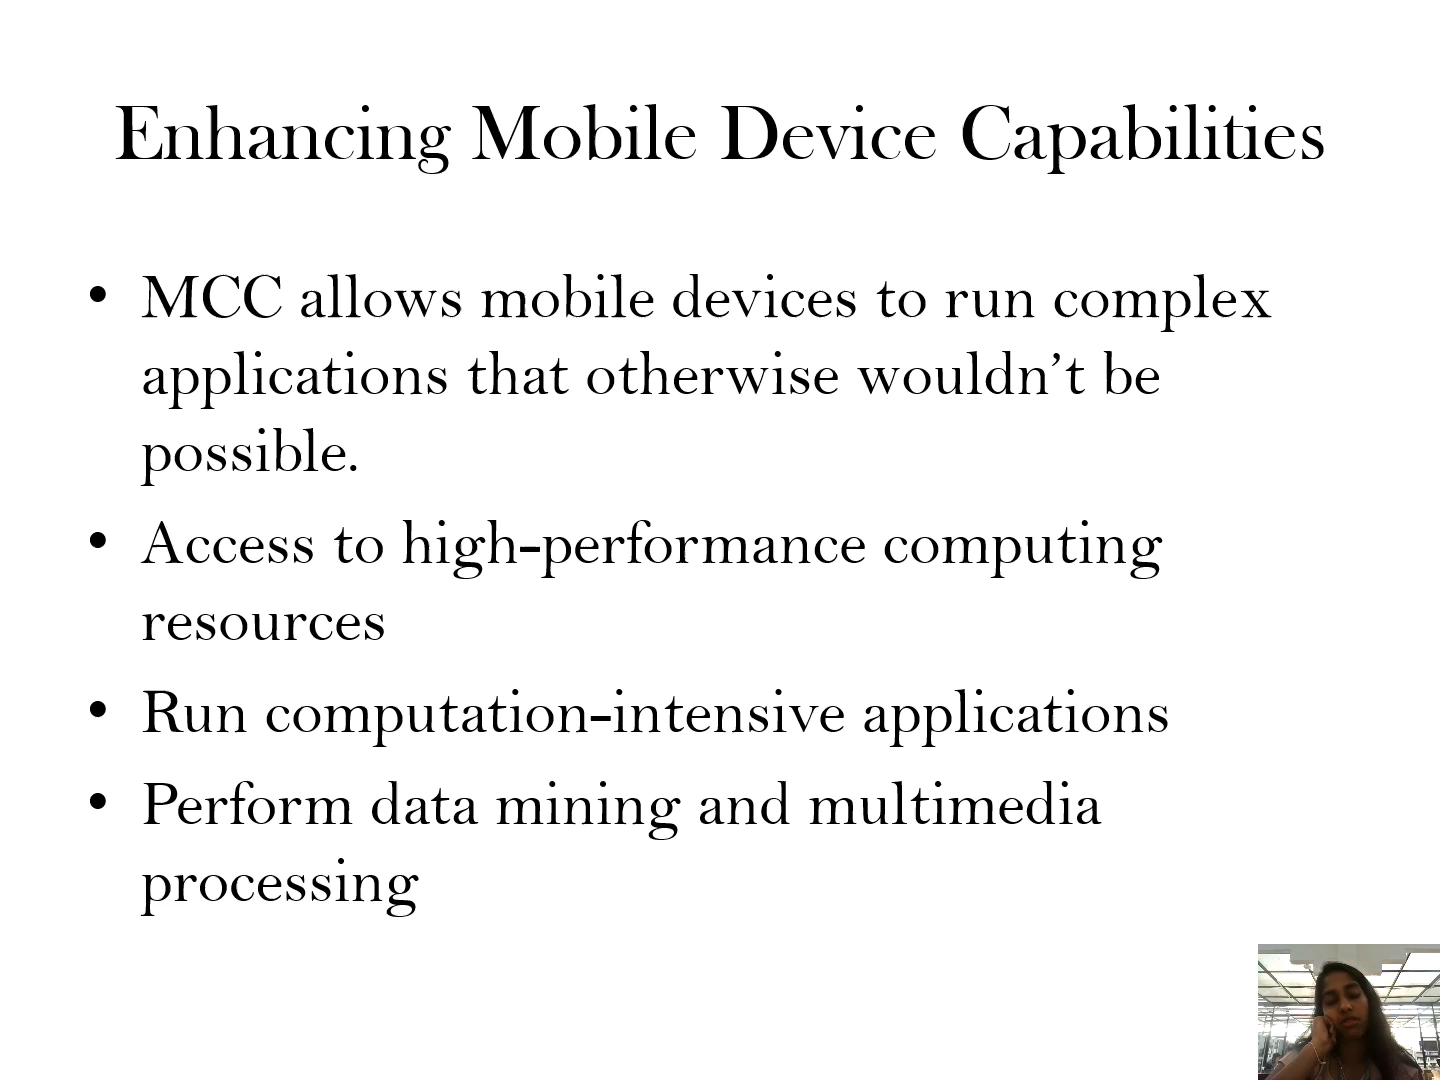 Enhancing Mobile Device Capabilities
• MCC allows mobile devices to run complex
applications that otherwise wouldn’t be
possible.
• Access to high-performance computing
resources
• Run computation-intensive applications
• Perform data mining and multimedia
processing